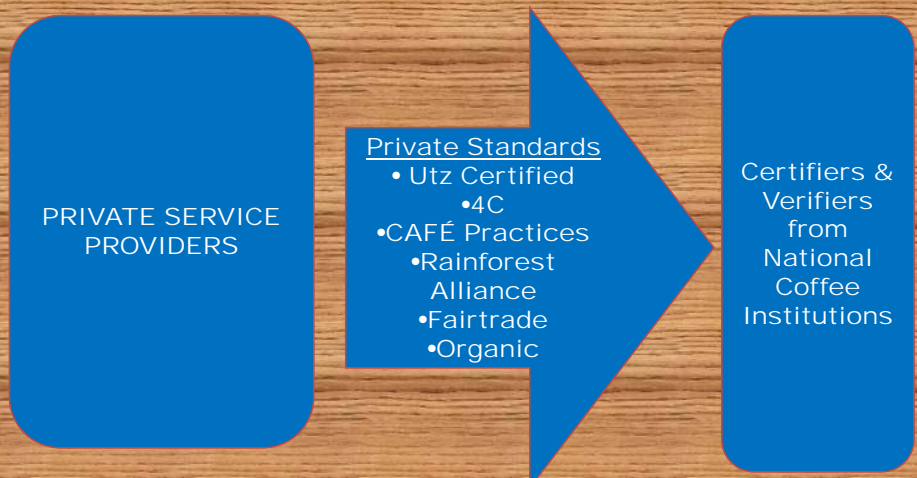 PRIVATE SERVICE
PROVIDERS
Private Standards
• Utz Certified
•4C
•CAFÉ Practices
•Rainforest
Alliance
•Fairtrade
•Organic
Certifiers &
Verifiers
from
National
Coffee
Institutions